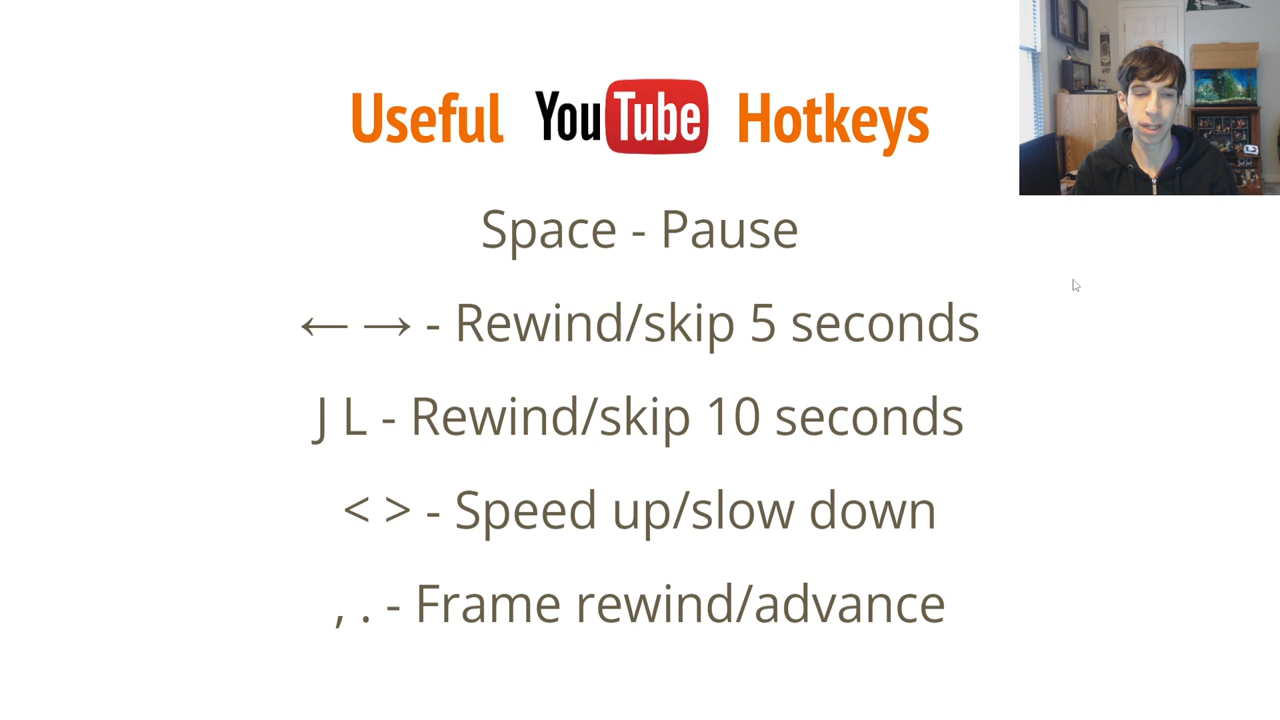 Useful YouTube Hotkeys
Space - Pause
← → - Rewind/skip 5 seconds
J L - Rewind/skip 10 seconds
< > - Speed up/slow down
, . - Frame rewind/advance